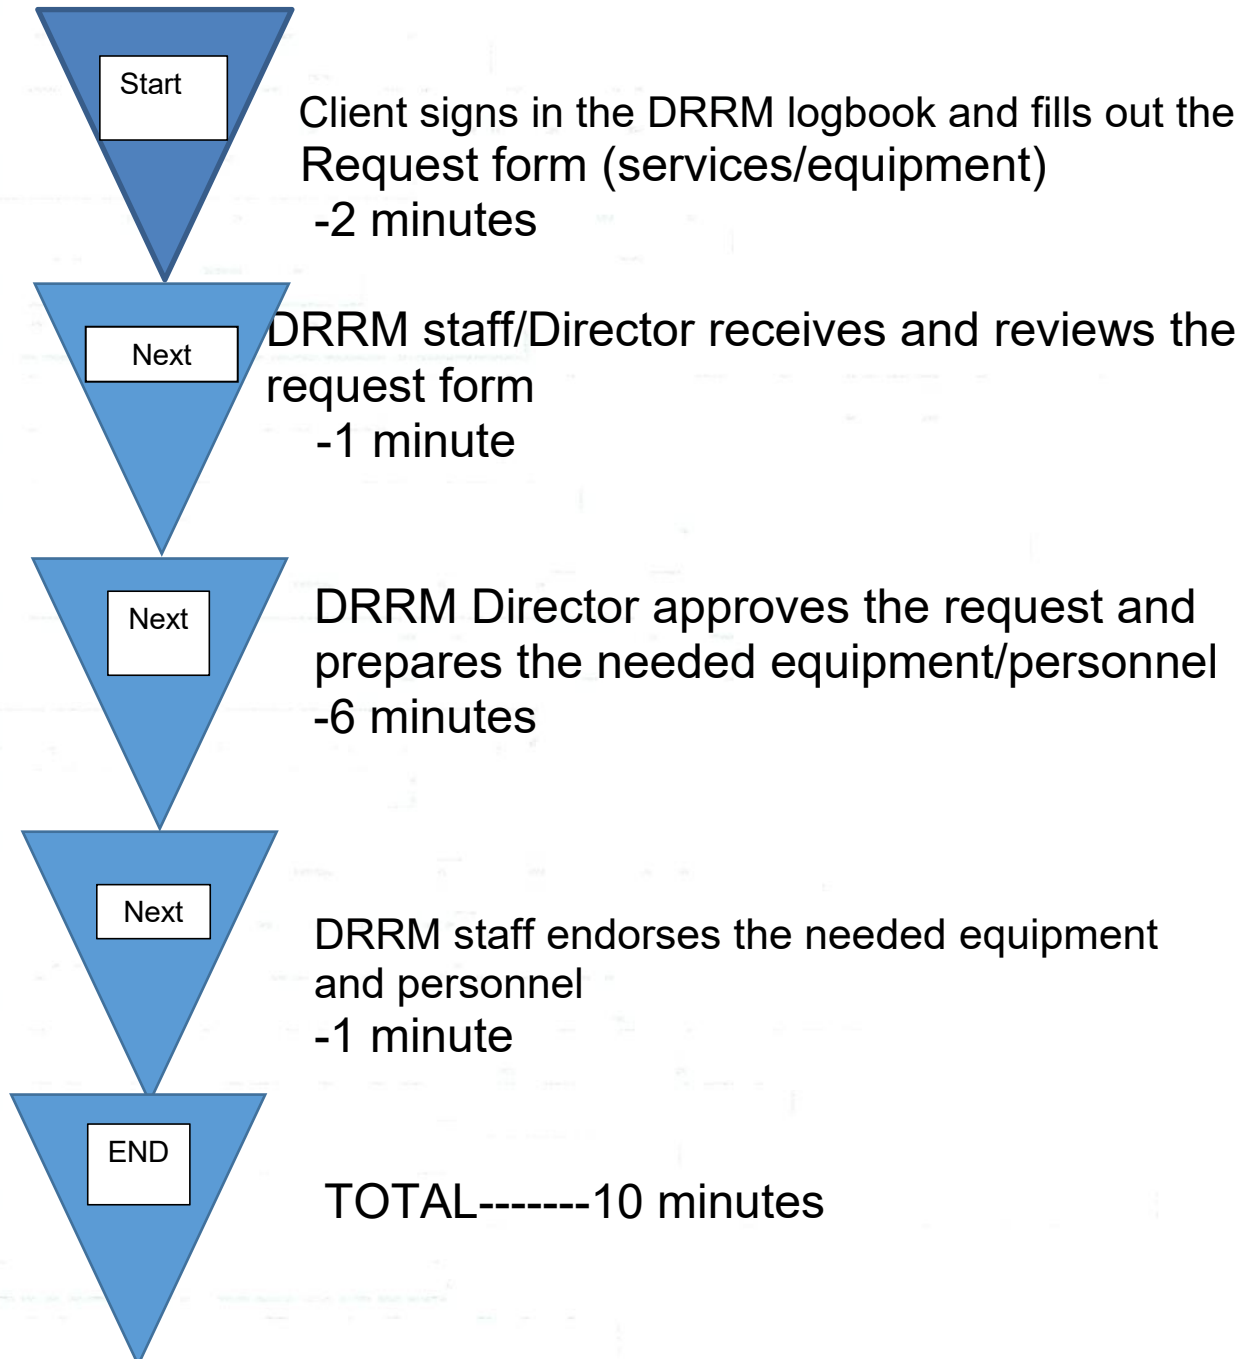 Start
Client signs in the DRRM logbook and fills out the
Request form (services/equipment)
-2 minutes
Next
DRRM staff/Director receives and reviews the
request form
-1 minute
Next
DRRM Director approves the request and
prepares the needed equipment/personnel
-6 minutes
Next
DRRM staff endorses the needed equipment
and personnel
-1 minute
END
TOTAL-------10 minutes